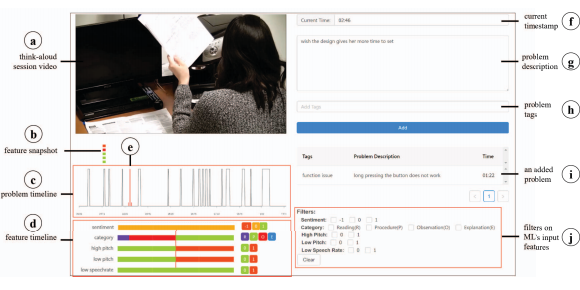 a
think-aloud
session video
b
feature snapshot
e
c
problem timeline
d
feature timeline
sentiment
category
high pitch
low pitch
low speechrate
Current Time: 02:46
wish the design gives her more time to set
Add tags
Add
Tags Problem Description Time
function issue long pressing the button does not work 01:22
1
Filters:
Sentiment: -1 0 1
Category: Reading(R) Procedure(P) Observation(O) Explanation(E)
High Pitch: 0 1
Low Pitch: 0 1
Low Speech Rate: 0 1
Clear
current
timestamp
f
problem
description
g
problem
tags
h
an added
problem
i
filters on
ML's input
features
j